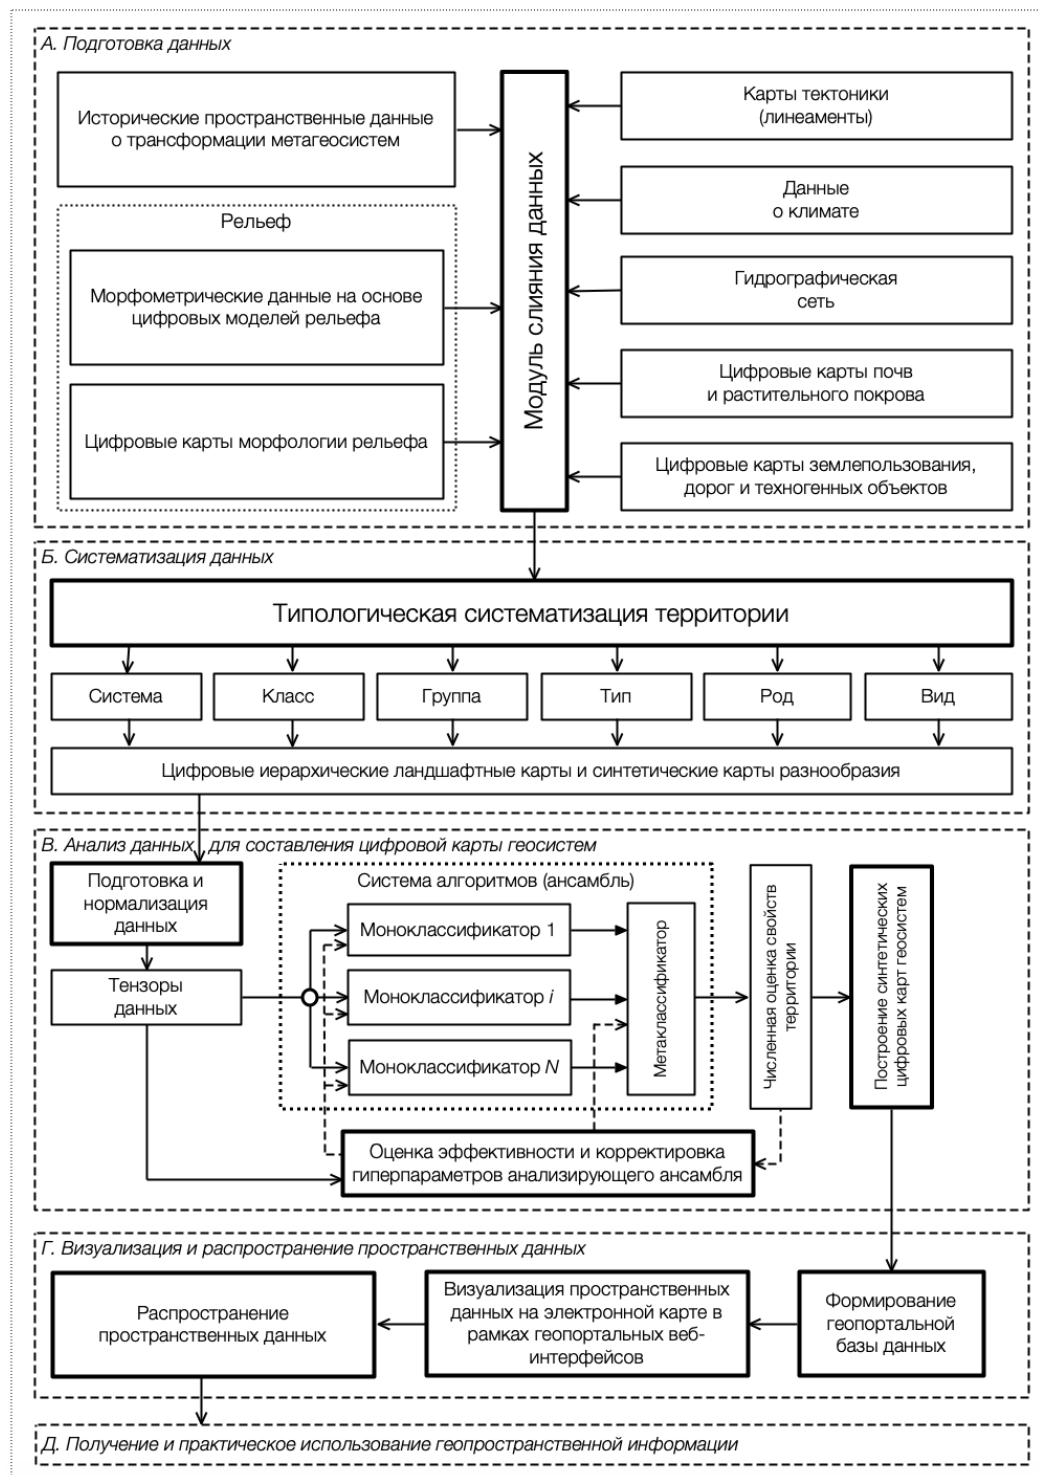 А. Подготовка данных
Исторические пространственные данные
о трансформации метагеосистем
Рельеф
Морфометрические данные на основе
цифровых моделей рельефа
Цифровые карты морфологии рельефа
Модуль слияния данных
Карты тектоники
(линеаменты)
Данные
о климате
Гидрографическая
сеть
Цифровые карты почв
и растительного покрова
Цифровые карты землепользования,
дорог и техногенных объектов
Б. Систематизация данных
Типологическая систематизация территории
Система
Класс
Группа
Тип
Род
Вид
Цифровые иерархические ландшафтные карты и синтетические карты разнообразия
В. Анализ данных для составления цифровой карты геосистем
Подготовка и
нормализация
данных
Тензоры
данных
Система алгоритмов (ансамбль)
Моноклассификатор 1
Моноклассификатор i
Моноклассификатор N
Метаклассификатор
Численная оценка свойств
территории
Построение синтетических
цифровых карт геосистем
Оценка эффективности и корректировка
гиперпараметров анализирующего ансамбля
Г. Визуализация и распространение пространственных данных
Распространение
пространственных данных
Визуализация пространственных
данных на электронной карте в
рамках геопортальных веб-
интерфейсов
Формирование
геопортальной
базы данных
Д. Получение и практическое использование геопространственной информации